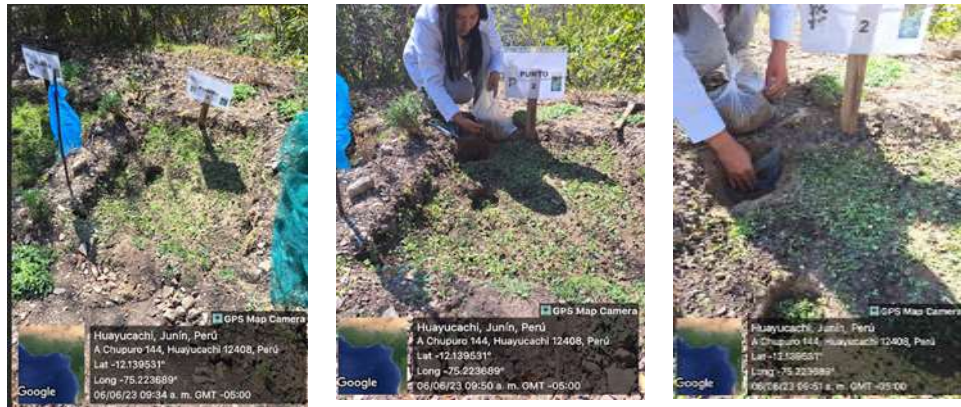 GPS Map Camera
Huayucachi, Junín, Perú
A Chupuro 144, Huayucachi 12408, Perú
Lat -12.139531°
Long -75.223689°
06/06/23 09:34 a. m. GMT -05:00
Google
PUNTO
2
GPS Map Camera
Huayucachi, Junín, Perú
A Chupuro 144, Huayucachi 12408, Perú
Lat -12.139531°
Long -75.223689°
06/06/23 09:50 a. m. GMT -05:00
Google
2
GPS Map Camera
Huayucachi, Junín, Perú
A Chupuro 144, Huayucachi 12408, Perú
Lat -12.139531°
Long -75.223689°
06/06/23 09:51 a. m. GMT -05:00
Google